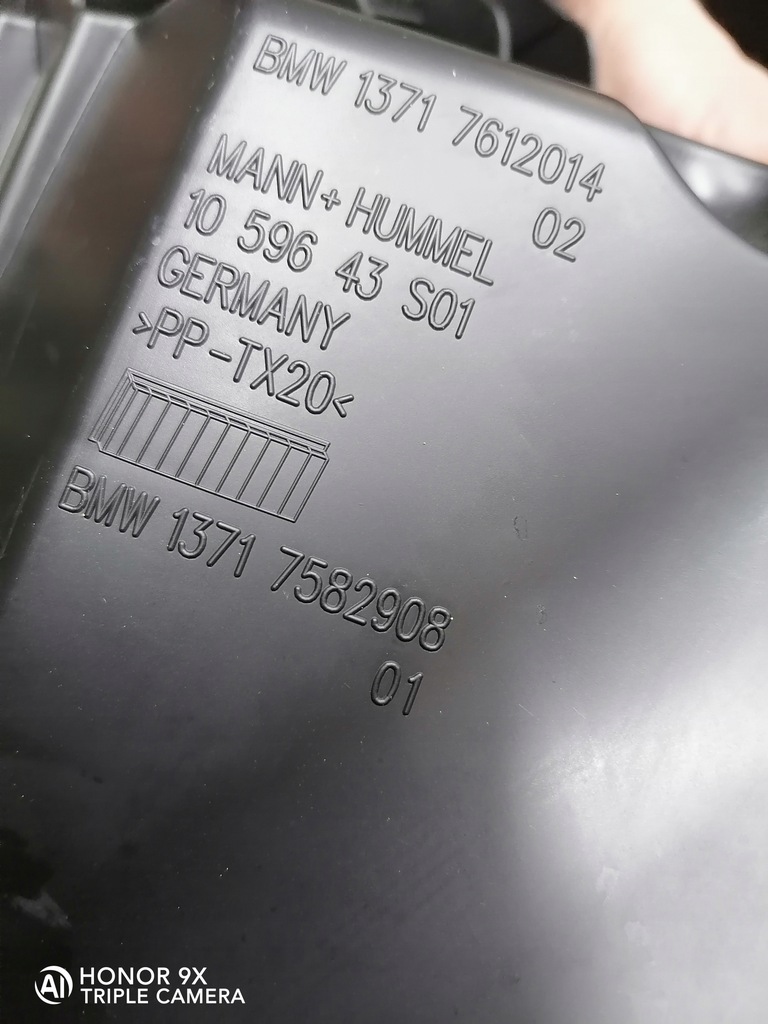 BMW 1371 7612014
02
MANN+HUMMEL
10 596 43 S01
GERMANY
>PP-TX20<
BMW 1371 7582908
01
AI HONOR 9X
TRIPLE CAMERA